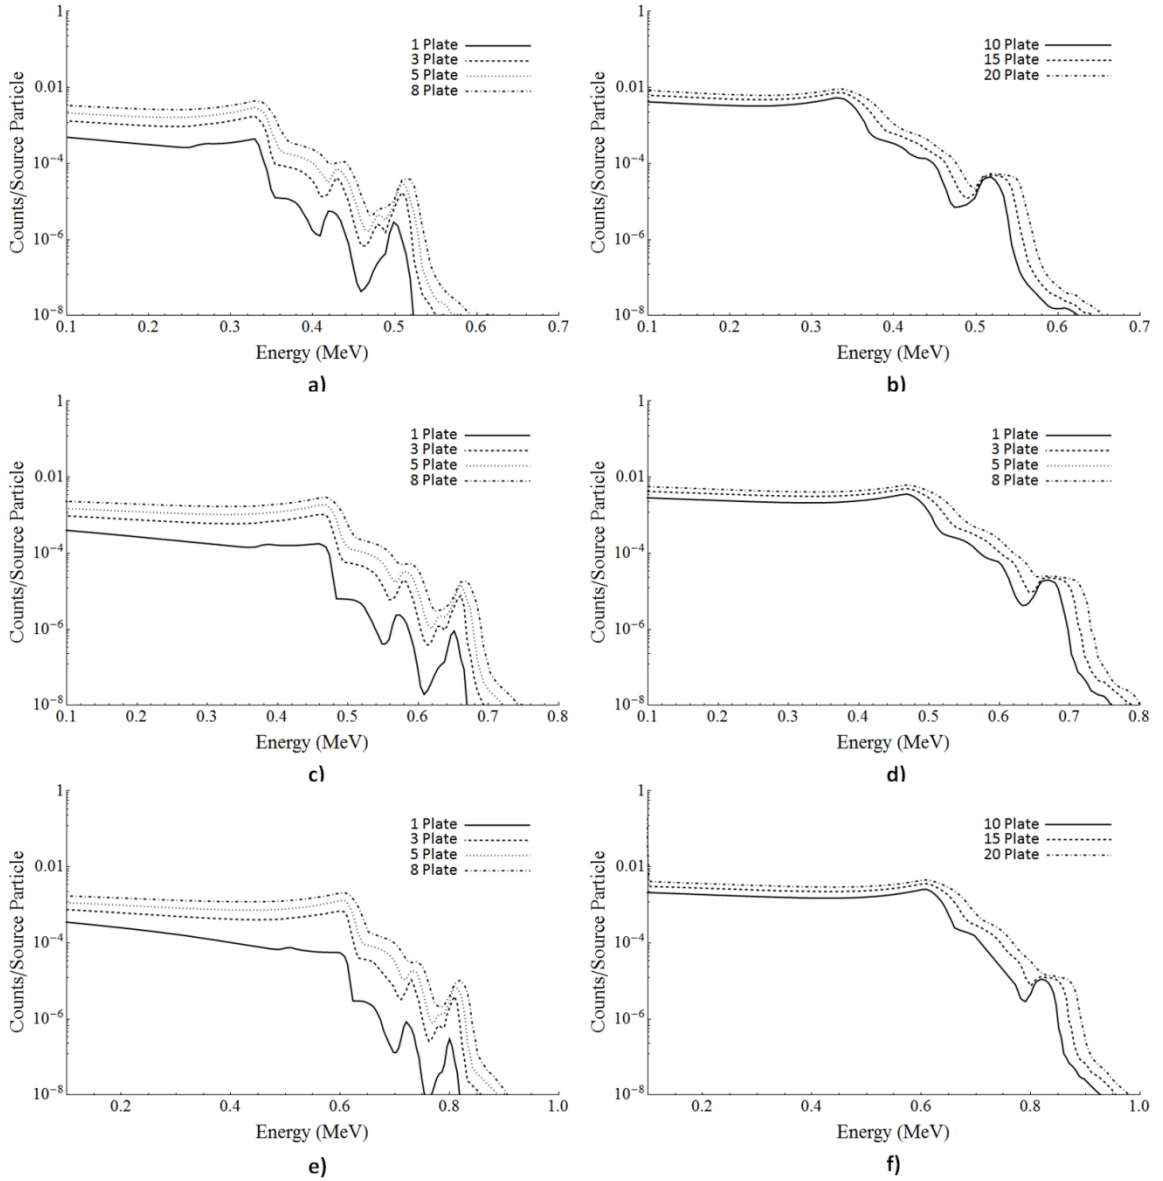 1
0.01
10−4
10−6
10−8
Counts/Source Particle
1 Plate
3 Plate
5 Plate
8 Plate
0.1 0.2 0.3 0.4 0.5 0.6 0.7
Energy (MeV)
a)
1
0.01
10−4
10−6
10−8
Counts/Source Particle
10 Plate
15 Plate
20 Plate
0.1 0.2 0.3 0.4 0.5 0.6 0.7
Energy (MeV)
b)
1
0.01
10−4
10−6
10−8
Counts/Source Particle
1 Plate
3 Plate
5 Plate
8 Plate
0.1 0.2 0.3 0.4 0.5 0.6 0.7 0.8
Energy (MeV)
c)
1
0.01
10−4
10−6
10−8
Counts/Source Particle
1 Plate
3 Plate
5 Plate
8 Plate
0.1 0.2 0.3 0.4 0.5 0.6 0.7 0.8
Energy (MeV)
d)
1
0.01
10−4
10−6
10−8
Counts/Source Particle
1 Plate
3 Plate
5 Plate
8 Plate
0.2 0.4 0.6 0.8 1.0
Energy (MeV)
e)
1
0.01
10−4
10−6
10−8
Counts/Source Particle
10 Plate
15 Plate
20 Plate
0.2 0.4 0.6 0.8 1.0
Energy (MeV)
f)